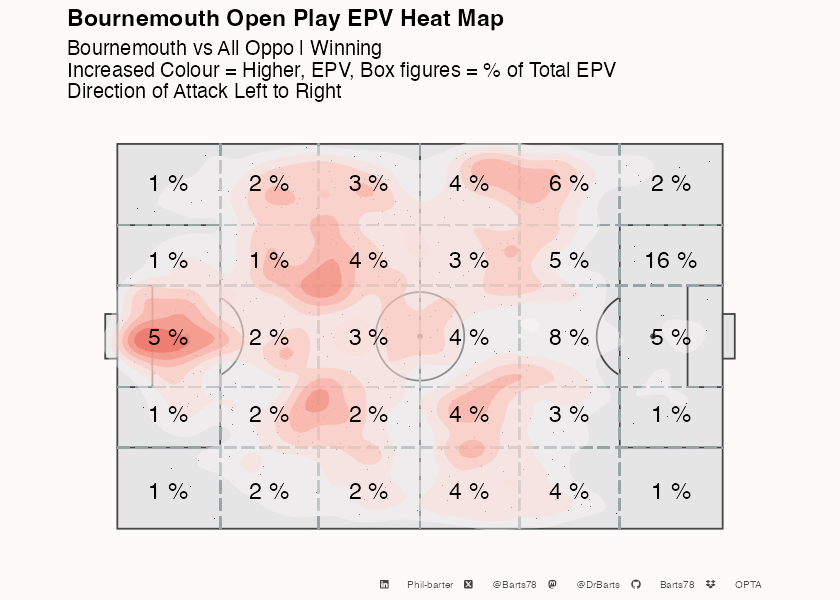 Bournemouth Open Play EPV Heat Map
Bournemouth vs All Oppo | Winning
Increased Colour = Higher, EPV, Box figures = % of Total EPV
Direction of Attack Left to Right
1 % 2 % 3 % 4 % 6 % 2 %
1 % 1 % 4 % 3 % 5 % 16 %
5 % 2 % 3 % 4 % 8 % 5 %
1 % 2 % 2 % 4 % 3 % 1 %
1 % 2 % 2 % 4 % 4 % 1 %
Phil-barter @Barts78 @DrBarts Barts78 OPTA